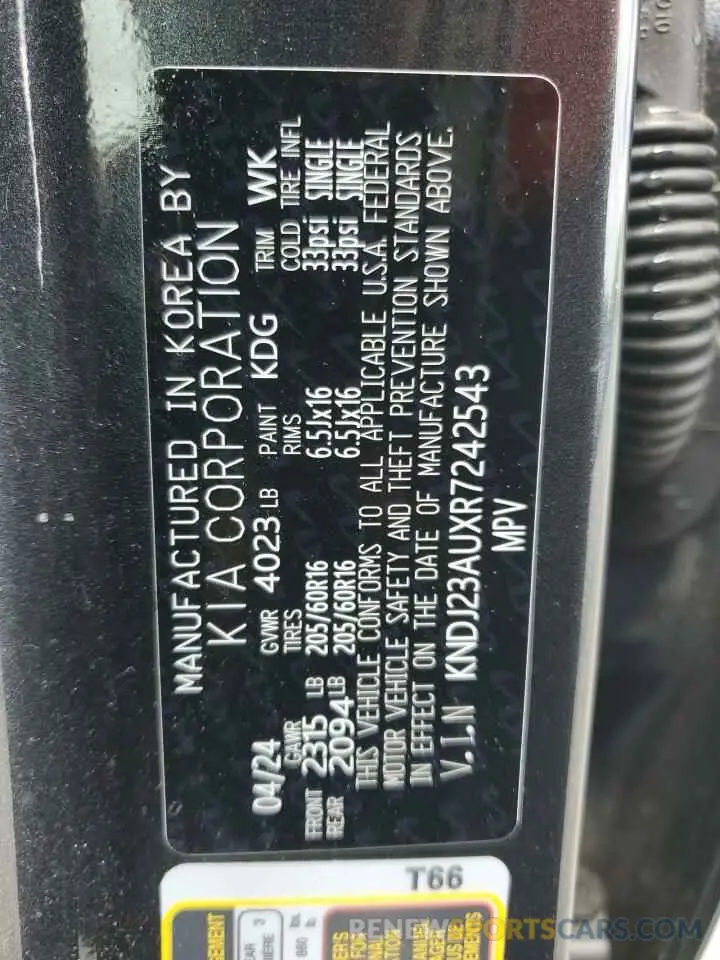 MANUFACTURED IN KOREA BY
KIA CORPORATION
04/24 GVWR 4023 LB PAINT KDG TRIM WK
GAWR TIRES RIMS COLD TIRE INFL
FRONT 2315 LB 205/60R16 6.5Jx16 33psi SINGLE
REAR 2094 LB 205/60R16 6.5Jx16 33psi SINGLE
THIS VEHICLE CONFORMS TO ALL APPLICABLE U.S.A. FEDERAL
MOTOR VEHICLE SAFETY AND THEFT PREVENTION STANDARDS
IN EFFECT ON THE DATE OF MANUFACTURE SHOWN ABOVE.
V.I.N KNDJ23AUXR7242543
MPV
T66
RENEWSPORTSCARS.COM